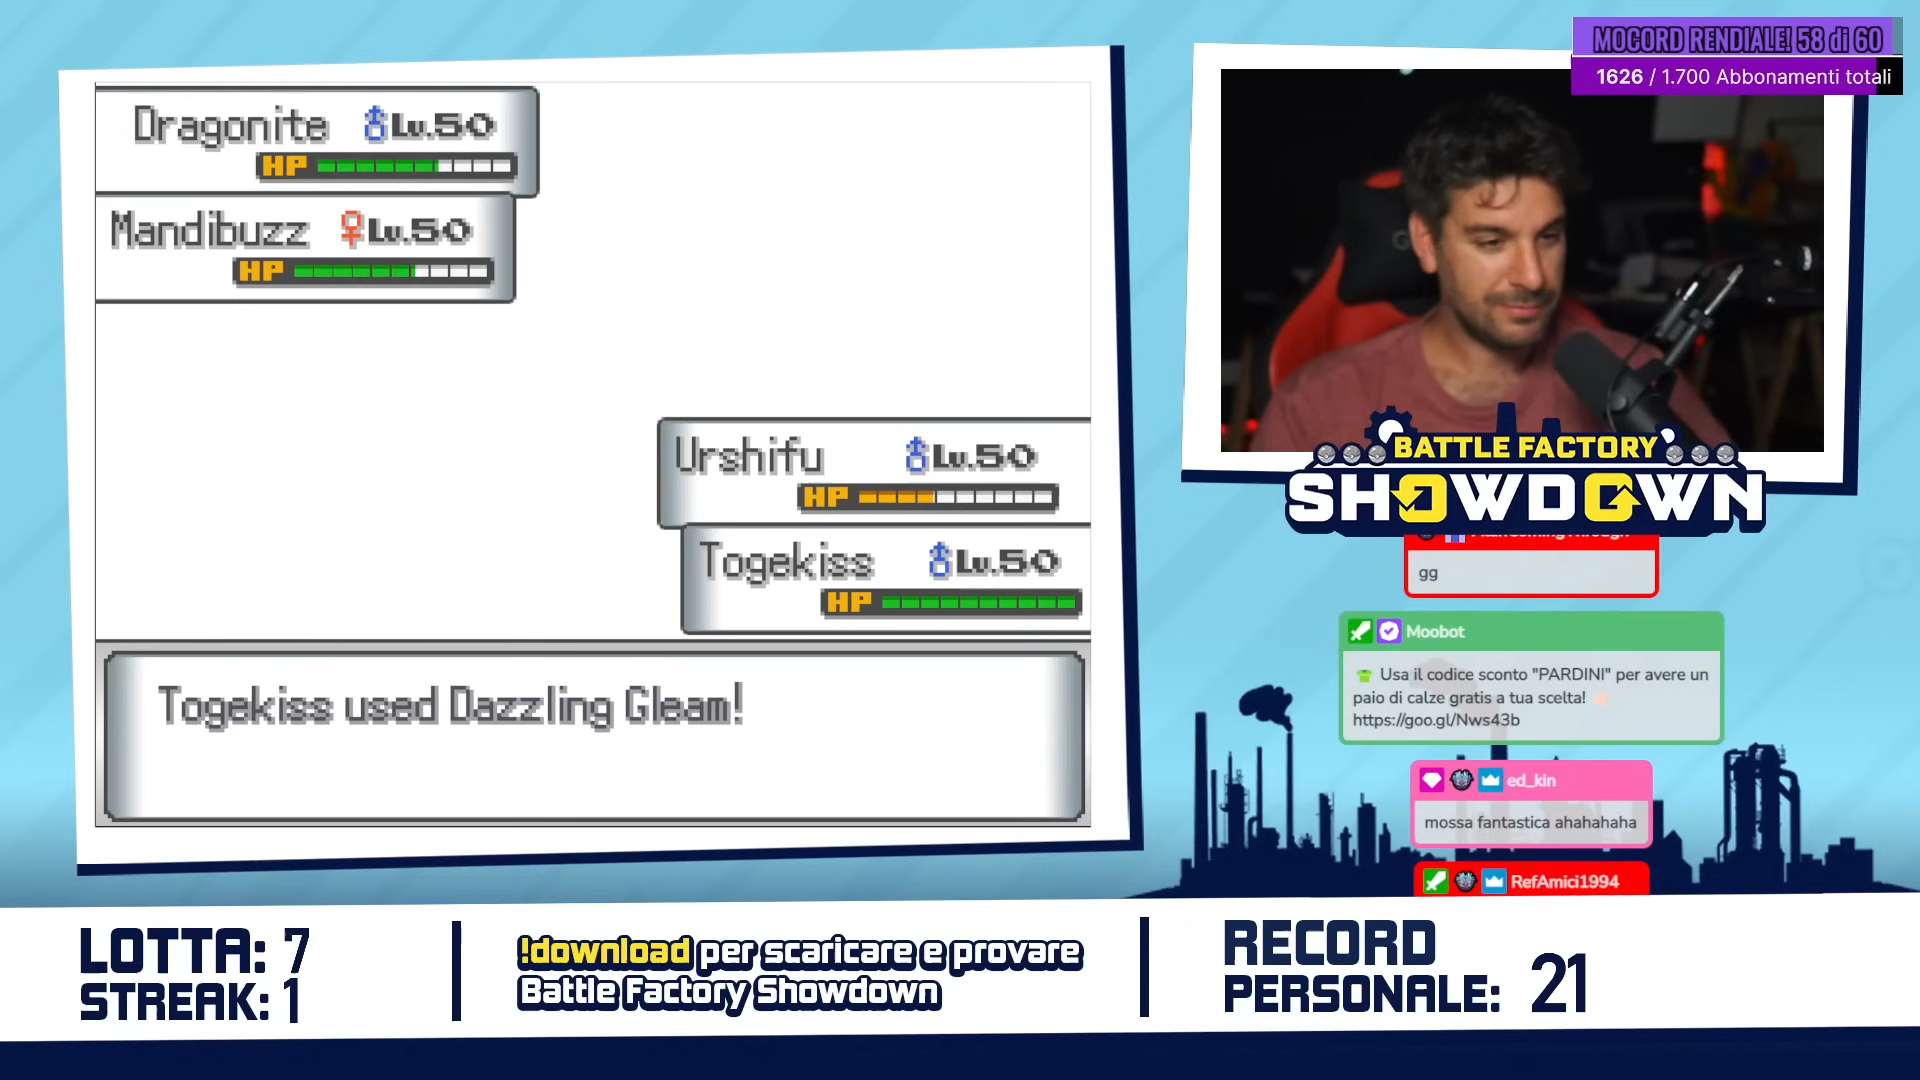 MOCORD RENDIALE! 58 di 60
1626 / 1.700 Abbonamenti totali
Dragonite ♂Lv.50
HP
Mandibuzz ♀Lv.50
HP
Urshifu ♂Lv.50
HP
Togekiss ♂Lv.50
HP
Togekiss used Dazzling Gleam!
BATTLE FACTORY
SHOWDOWN
gg
Moobot
Usa il codice sconto "PARDINI" per avere un
paio di calze gratis a tua scelta!
https://goo.gl/Nws43b
ed_kin
mossa fantastica ahahahaha
RefAmici1994
LOTTA: 7
STREAK: 1
!download per scaricare e provare
Battle Factory Showdown
RECORD
PERSONALE: 21